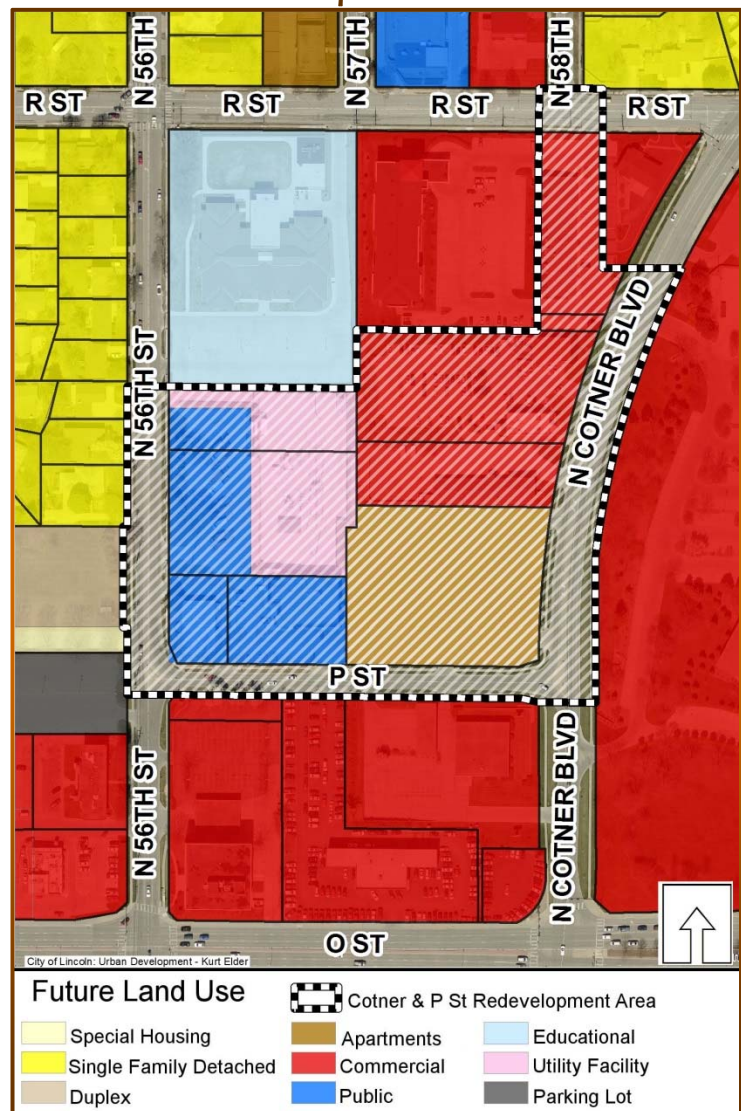 N 56TH
N 57TH
N 58TH
R ST
R ST
R ST
R ST
N 56TH ST
N COTNER BLVD
P ST
N 56TH ST
N COTNER BLVD
O ST
City of Lincoln: Urban Development - Kurt Elder
Future Land Use
Cotner & P St Redevelopment Area
Special Housing
Apartments
Educational
Single Family Detached
Commercial
Utility Facility
Duplex
Public
Parking Lot